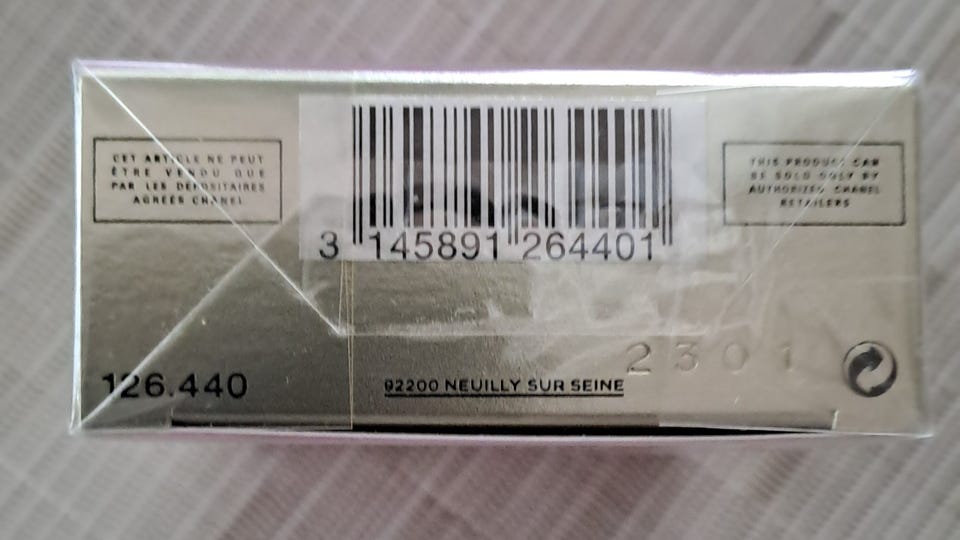 CET ARTICLE NE PEUT
ÊTRE VENDU QUE
PAR LES DÉPOSITAIRES
AGRÉÉS CHANEL
THIS PRODUCT CAN
BE SOLD ONLY BY
AUTHORIZED CHANEL
RETAILERS
3 145891 264401
2301
126.440
92200 NEUILLY SUR SEINE